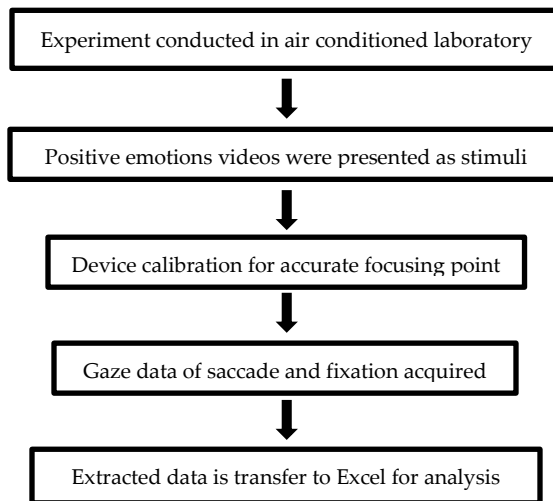 Experiment conducted in air conditioned laboratory
Positive emotions videos were presented as stimuli
Device calibration for accurate focusing point
Gaze data of saccade and fixation acquired
Extracted data is transfer to Excel for analysis